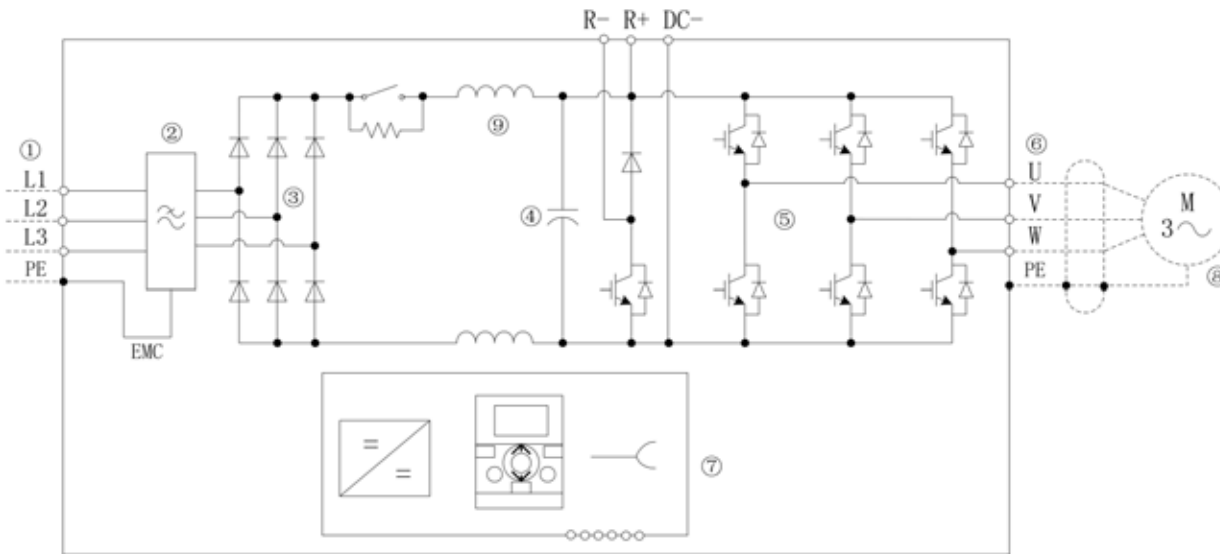 R- R+ DC-
①
②
③
④
⑤
⑥
⑦
⑧
⑨
L1
L2
L3
PE
EMC
U
V
W
PE
M
3